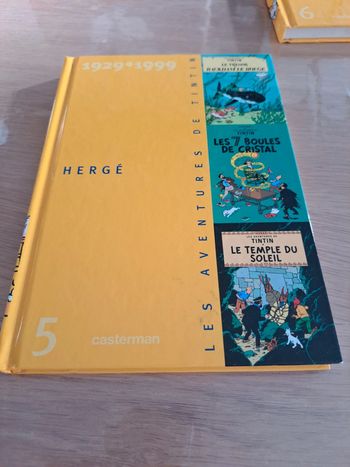 1929*1999
HERGÉ
LES AVENTURES DE TINTIN
5
casterman
TINTIN
LE TRÉSOR
DE RACKHAM LE ROUGE
TINTIN
LES 7 BOULES
DE CRISTAL
LES AVENTURES DE
TINTIN
LE TEMPLE DU
SOLEIL
6